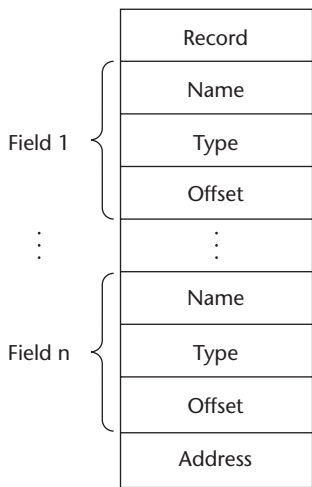 Record
Name
Field 1
Type
Offset
⋮ ⋮
Name
Field n
Type
Offset
Address